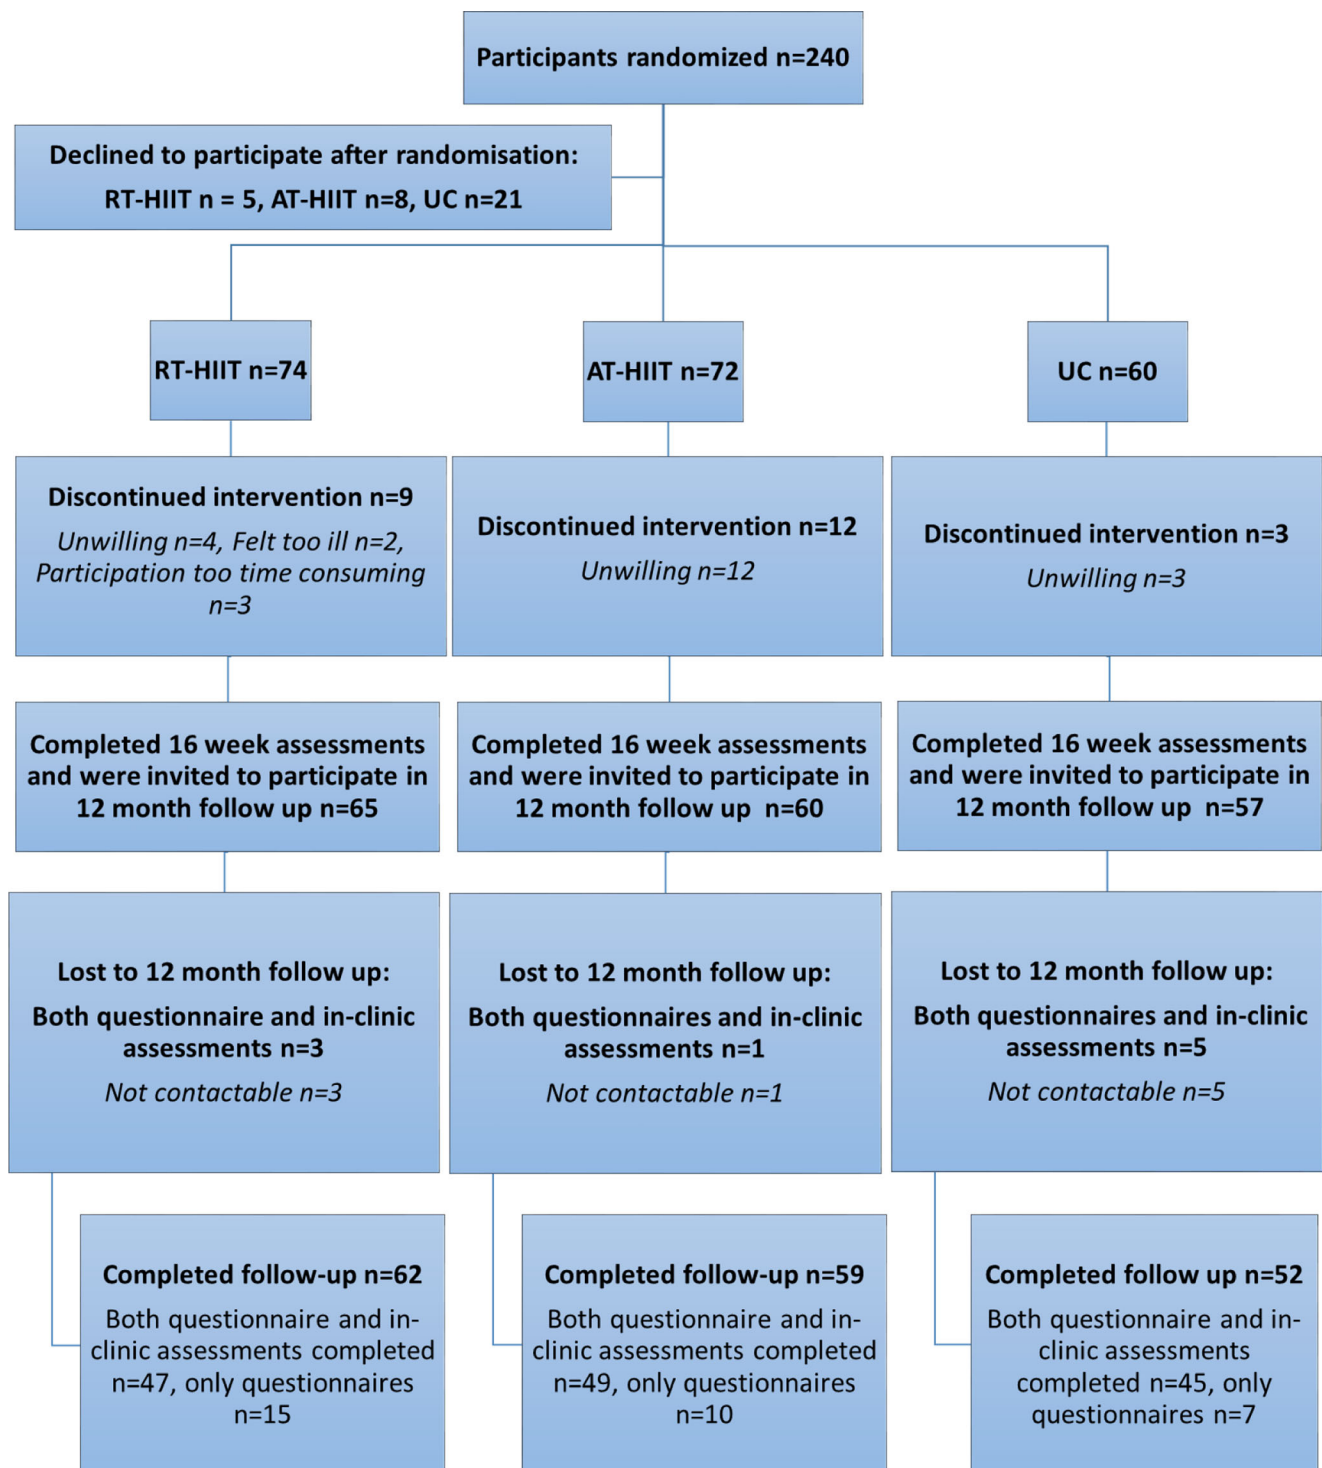 Participants randomized n=240
Declined to participate after randomisation:
RT-HIIT n = 5, AT-HIIT n=8, UC n=21
RT-HIIT n=74
AT-HIIT n=72
UC n=60
Discontinued intervention n=9
Unwilling n=4, Felt too ill n=2,
Participation too time consuming
n=3
Discontinued intervention n=12
Unwilling n=12
Discontinued intervention n=3
Unwilling n=3
Completed 16 week assessments
and were invited to participate in
12 month follow up n=65
Completed 16 week assessments
and were invited to participate in
12 month follow up  n=60
Completed 16 week assessments
and were invited to participate in
12 month follow up  n=57
Lost to 12 month follow up:
Both questionnaire and in-clinic
assessments n=3
Not contactable n=3
Lost to 12 month follow up:
Both questionnaires and in-clinic
assessments n=1
Not contactable n=1
Lost to 12 month follow up:
Both questionnaires and in-clinic
assessments n=5
Not contactable n=5
Completed follow-up n=62
Both questionnaire and in-
clinic assessments completed
n=47, only questionnaires
n=15
Completed follow-up n=59
Both questionnaire and in-
clinic assessments completed
n=49, only questionnaires
n=10
Completed follow up n=52
Both questionnaire and in-
clinic assessments
completed n=45, only
questionnaires n=7